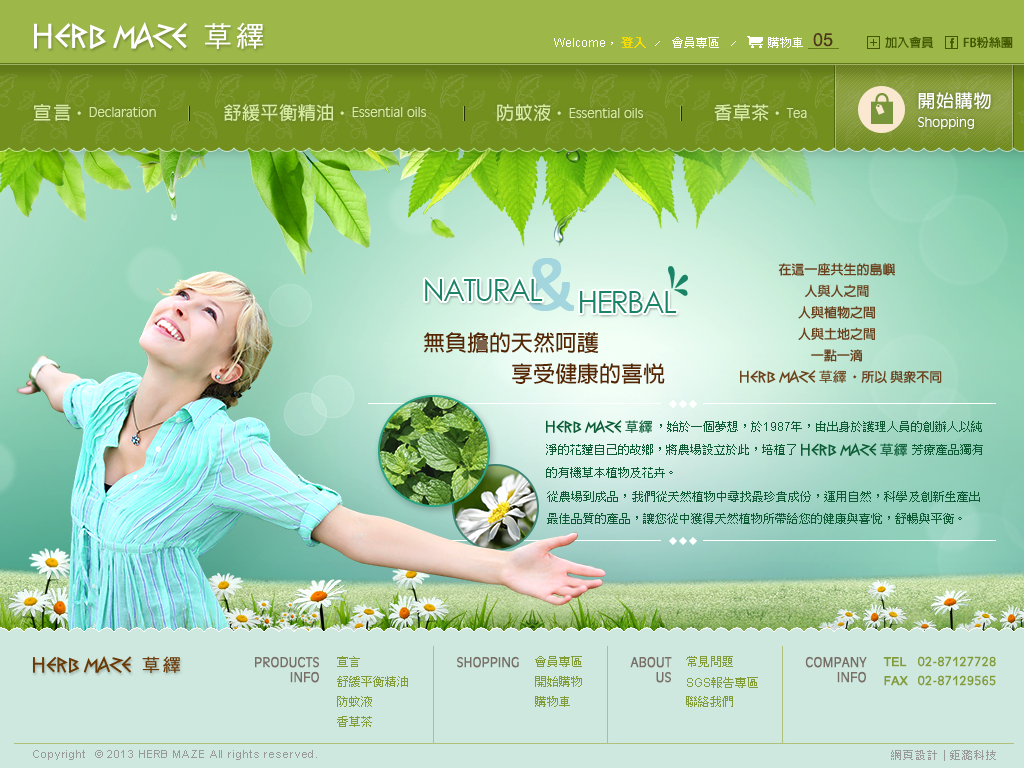 HERB MAZE 草繹
Welcome, 登入 / 會員專區 / 購物車 05
加入會員 FB粉絲團
宣言・Declaration
舒緩平衡精油・Essential oils
防蚊液・Essential oils
香草茶・Tea
開始購物
Shopping
NATURAL & HERBAL
無負擔的天然呵護
享受健康的喜悅
在這一座共生的島嶼
人與人之間
人與植物之間
人與土地之間
一點一滴
HERB MAZE 草繹・所以 與眾不同
HERB MAZE 草繹，始於一個夢想，於1987年，由出身於護理人員的創辦人以純
淨的花蓮自己的故鄉，將農場設立於此，培植了 HERB MAZE 草繹 芳療產品獨有
的有機草本植物及花卉。
從農場到成品，我們從天然植物中尋找最珍貴成份，運用自然，科學及創新生產出
最佳品質的產品，讓您從中獲得天然植物所帶給您的健康與喜悅，舒暢與平衡。
HERB MAZE 草繹
PRODUCTS INFO
宣言
舒緩平衡精油
防蚊液
香草茶
SHOPPING
會員專區
開始購物
購物車
ABOUT US
常見問題
SGS報告專區
聯絡我們
COMPANY INFO
TEL 02-87127728
FAX 02-87129565
Copyright © 2013 HERB MAZE All rights reserved.
網頁設計 | 鉅潞科技